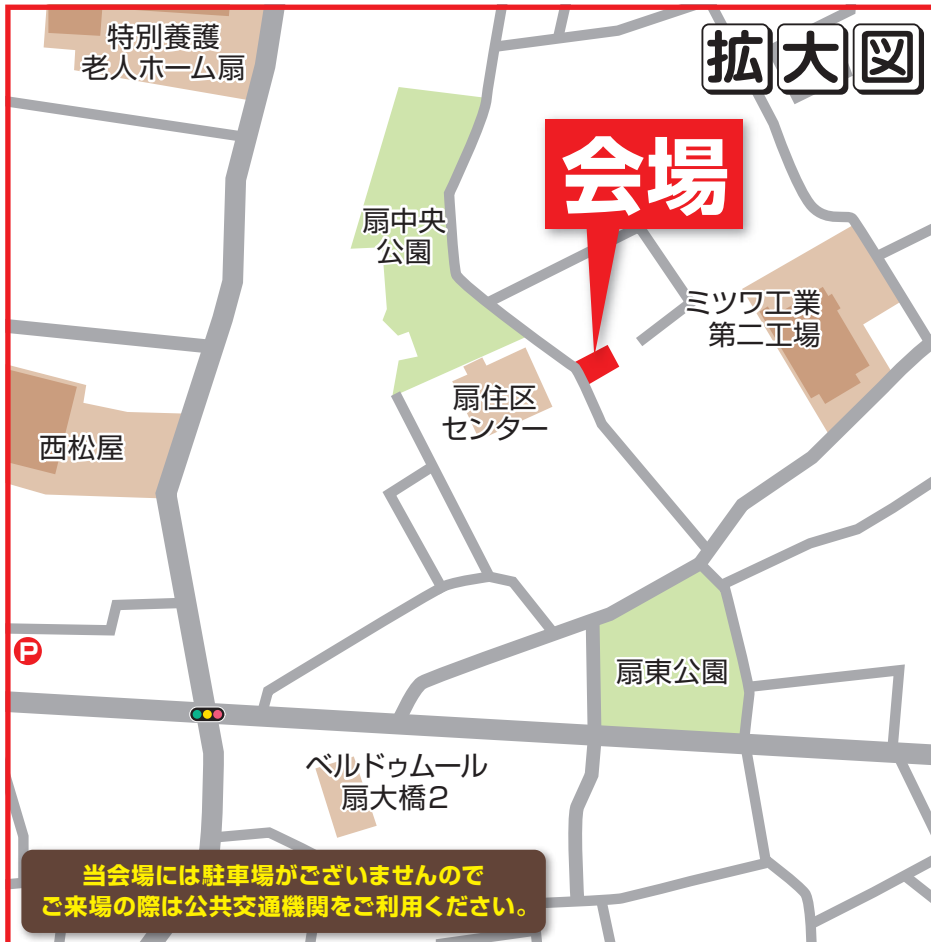 特別養護
老人ホーム扇
拡大図
会場
扇中央
公園
ミツワ工業
第二工場
扇住区
センター
西松屋
P
扇東公園
ベルドゥムール
扇大橋2
当会場には駐車場がございませんので
ご来場の際は公共交通機関をご利用ください。